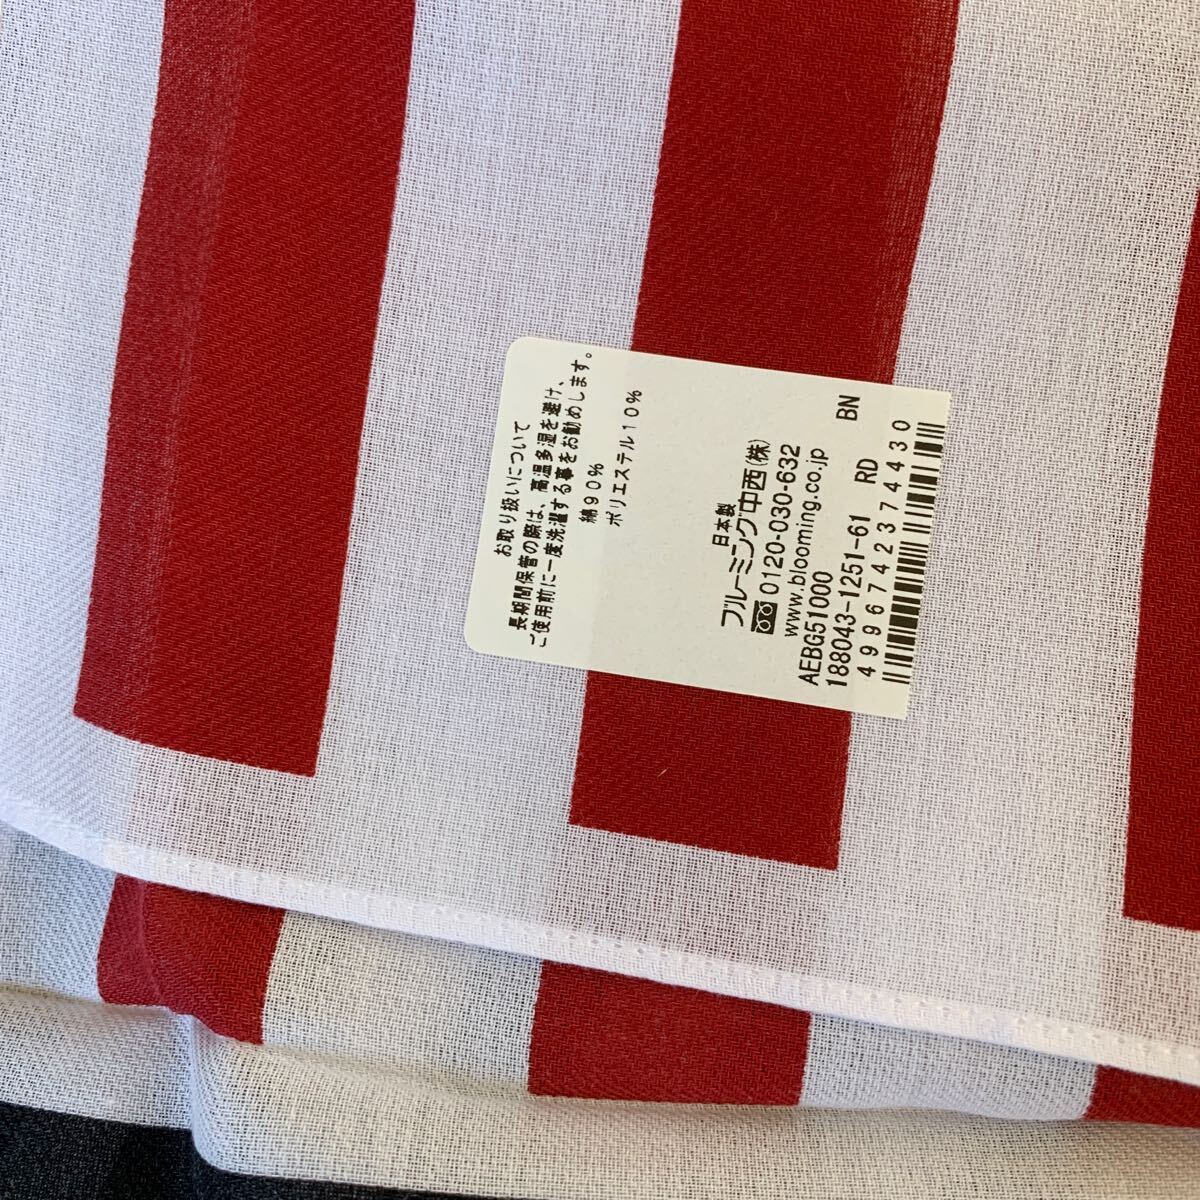 お取り扱いについて
長期間保管の際は、高温多湿を避け、
ご使用前に一度洗濯する事をお勧めします。
綿90%
ポリエステル10%
日本製
ブルーミング中西(株)
0120-030-632
www.blooming.co.jp
AEBG51000
188043-1251-61 RD BN
4996742374430